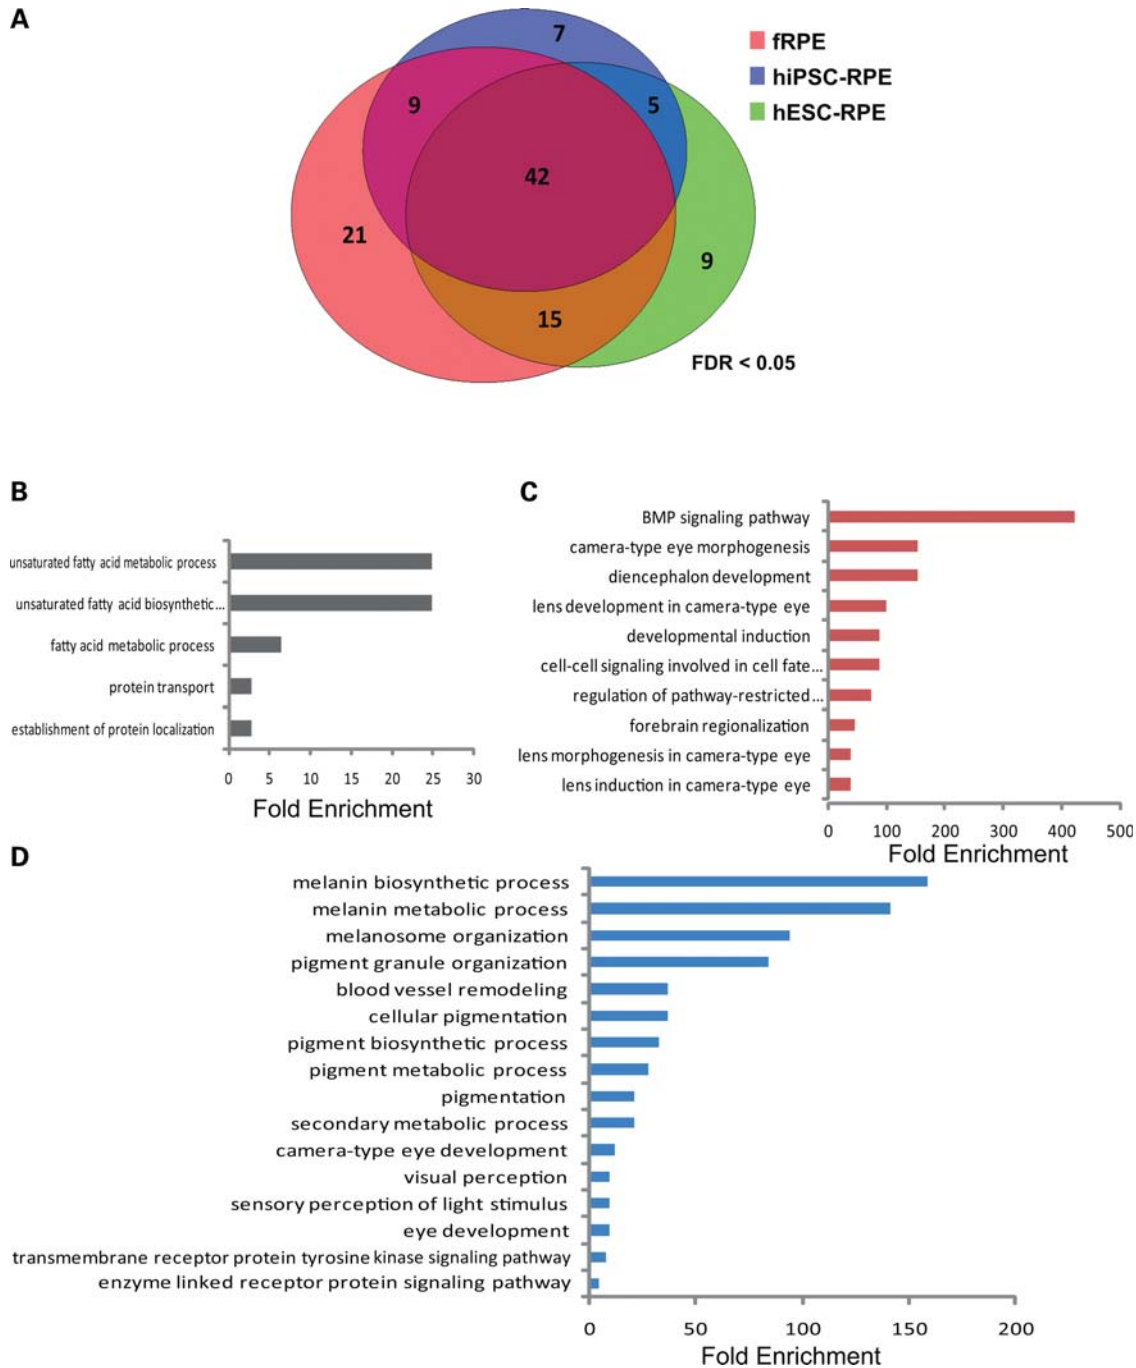 A
7
fRPE
hiPSC-RPE
hESC-RPE
9
5
42
21
9
15
FDR < 0.05
B
unsaturated fatty acid metabolic process
unsaturated fatty acid biosynthetic...
fatty acid metabolic process
protein transport
establishment of protein localization
0 5 10 15 20 25 30
Fold Enrichment
C
BMP signaling pathway
camera-type eye morphogenesis
diencephalon development
lens development in camera-type eye
developmental induction
cell-cell signaling involved in cell fate...
regulation of pathway-restricted...
forebrain regionalization
lens morphogenesis in camera-type eye
lens induction in camera-type eye
0 100 200 300 400 500
Fold Enrichment
D
melanin biosynthetic process
melanin metabolic process
melanosome organization
pigment granule organization
blood vessel remodeling
cellular pigmentation
pigment biosynthetic process
pigment metabolic process
pigmentation
secondary metabolic process
camera-type eye development
visual perception
sensory perception of light stimulus
eye development
transmembrane receptor protein tyrosine kinase signaling pathway
enzyme linked receptor protein signaling pathway
0 50 100 150 200
Fold Enrichment